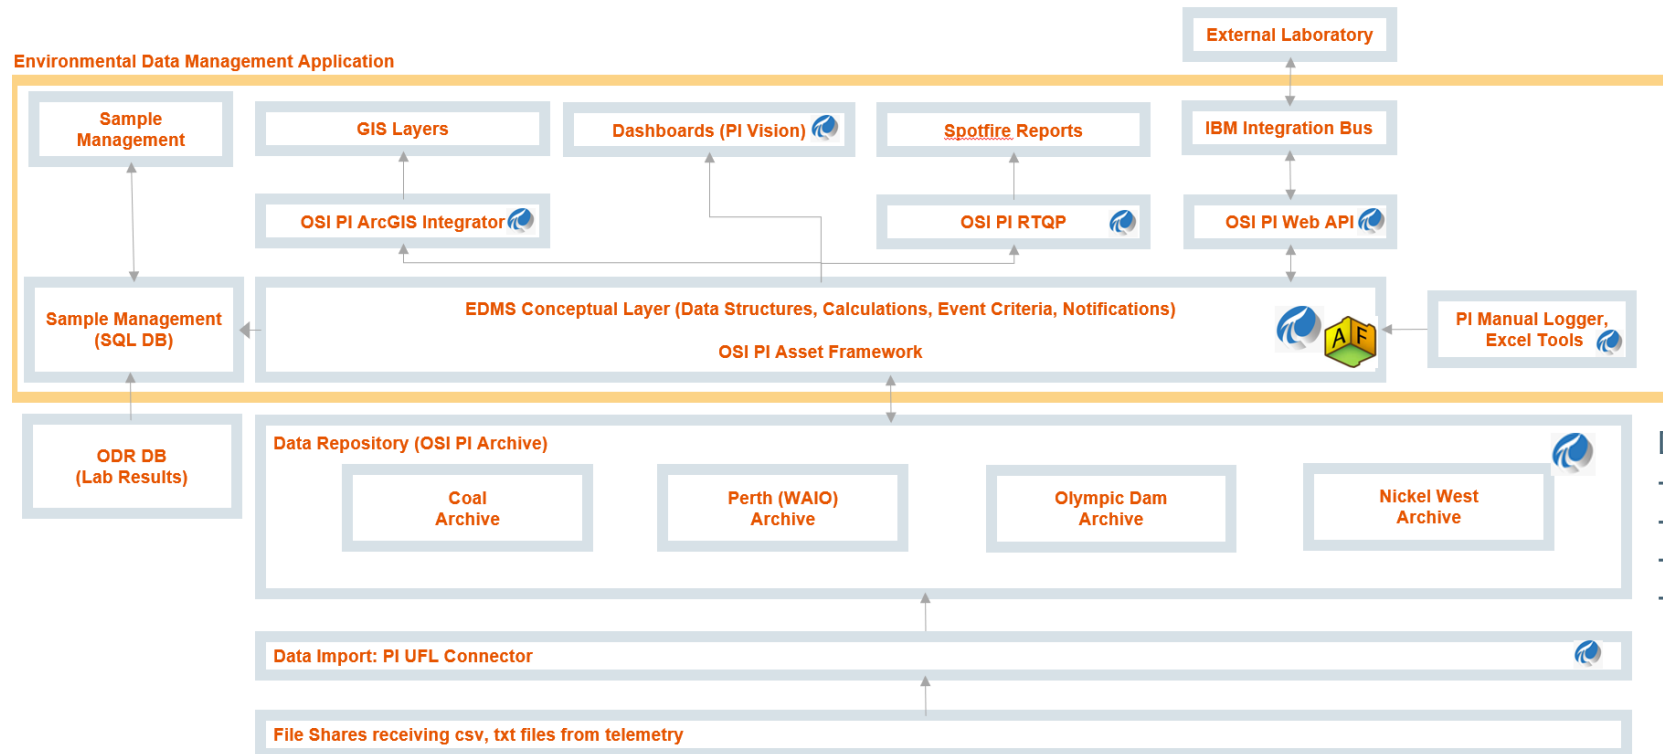 External Laboratory
Environmental Data Management Application
Sample
Management
GIS Layers
Dashboards (PI Vision)
Spotfire Reports
IBM Integration Bus
OSI PI ArcGIS Integrator
OSI PI RTQP
OSI PI Web API
Sample Management
(SQL DB)
EDMS Conceptual Layer (Data Structures, Calculations, Event Criteria, Notifications)
OSI PI Asset Framework
A F
PI Manual Logger,
Excel Tools
ODR DB
(Lab Results)
Data Repository (OSI PI Archive)
Coal
Archive
Perth (WAIO)
Archive
Olympic Dam
Archive
Nickel West
Archive
Data Import: PI UFL Connector
File Shares receiving csv, txt files from telemetry